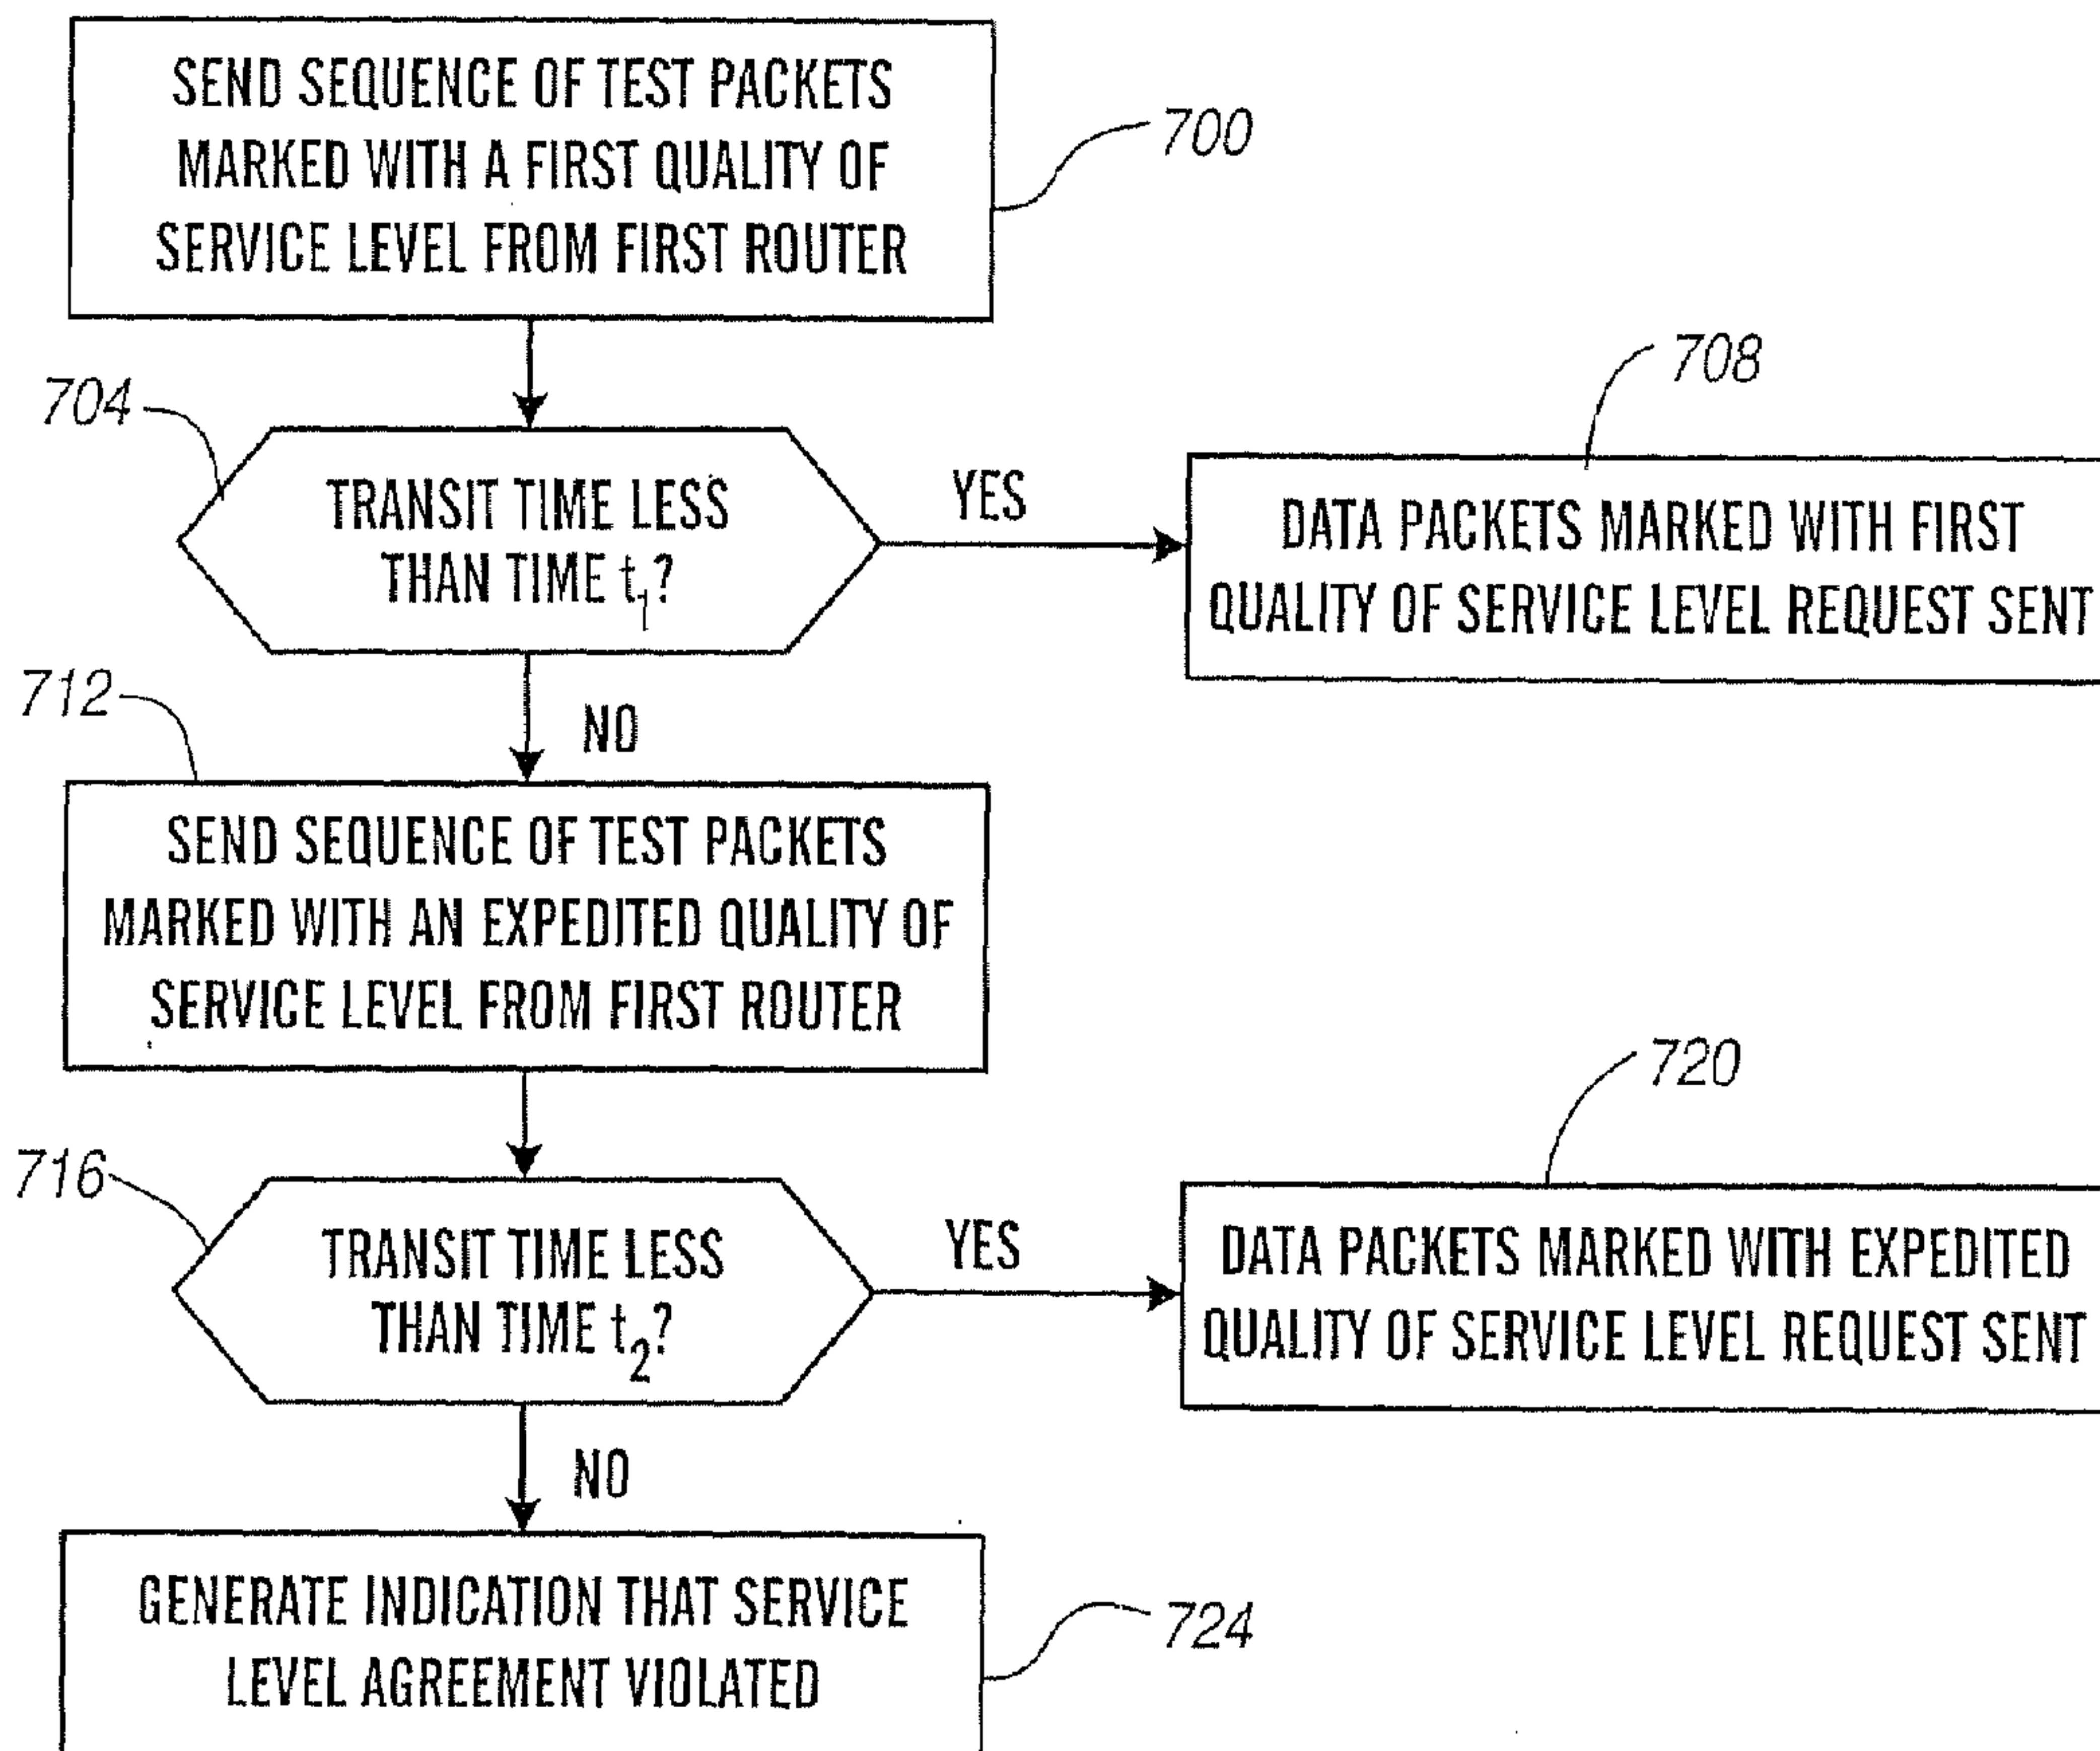 SEND SEQUENCE OF TEST PACKETS
MARKED WITH A FIRST QUALITY OF
SERVICE LEVEL FROM FIRST ROUTER
700
704
TRANSIT TIME LESS
THAN TIME t1?
YES
708
DATA PACKETS MARKED WITH FIRST
QUALITY OF SERVICE LEVEL REQUEST SENT
NO
712
SEND SEQUENCE OF TEST PACKETS
MARKED WITH AN EXPEDITED QUALITY OF
SERVICE LEVEL FROM FIRST ROUTER
716
TRANSIT TIME LESS
THAN TIME t2?
YES
720
DATA PACKETS MARKED WITH EXPEDITED
QUALITY OF SERVICE LEVEL REQUEST SENT
NO
GENERATE INDICATION THAT SERVICE
LEVEL AGREEMENT VIOLATED
724